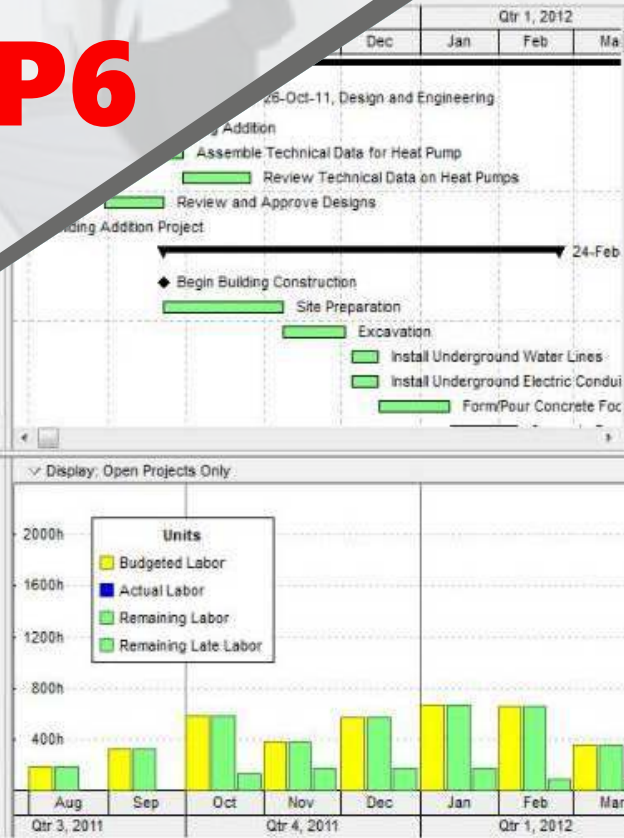 P6
Qtr 1, 2012
Dec Jan Feb Ma
26-Oct-11, Design and Engineering
Addition
Assemble Technical Data for Heat Pump
Review Technical Data on Heat Pumps
Review and Approve Designs
Addition Project
24-Feb
Begin Building Construction
Site Preparation
Excavation
Install Underground Water Lines
Install Underground Electric Condui
Form/Pour Concrete Foo
Display: Open Projects Only
2000h
1600h
1200h
800h
400h
Units
Budgeted Labor
Actual Labor
Remaining Labor
Remaining Late Labor
Aug Sep Oct Nov Dec Jan Feb Mar
Qtr 3, 2011 Qtr 4, 2011 Qtr 1, 2012